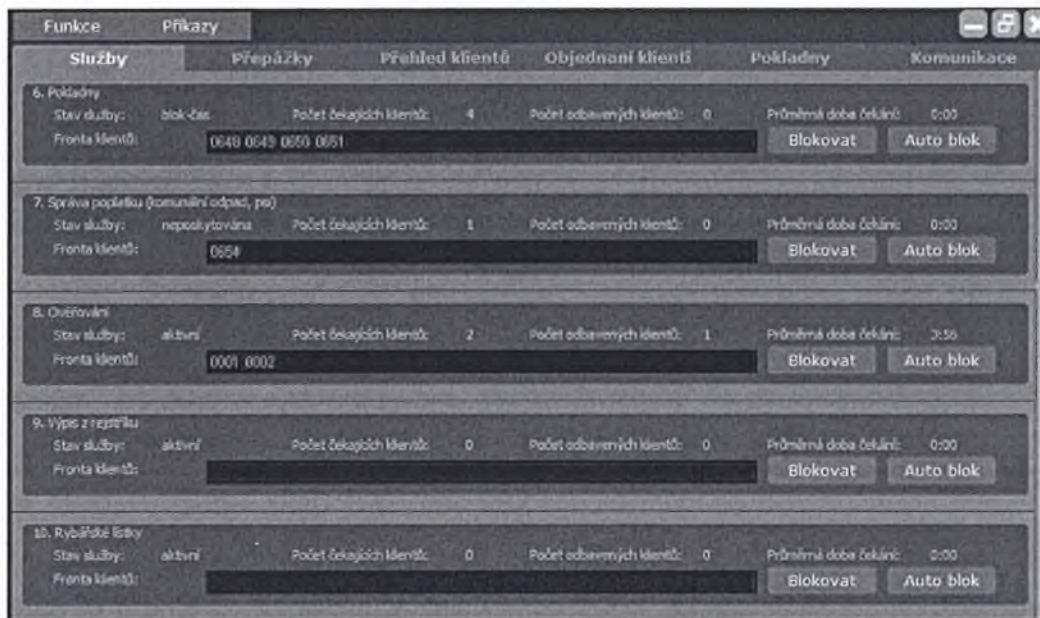 Funkce Příkazy
Služby Přepážky Přehled klientů Objednaní klienti Pokladny Komunikace
6. Pokladny
Stav služby: blok-čas Počet čekajících klientů: 4 Počet odbavených klientů: 0 Průměrná doba čekání: 0:00
Fronta klientů: 0648 0649 0650 0651 Blokovat Auto blok
7. Správa poplatku (komunální odpad, psi)
Stav služby: neposkytována Počet čekajících klientů: 1 Počet odbavených klientů: 0 Průměrná doba čekání: 0:00
Fronta klientů: Blokovat Auto blok
8. Ověřování
Stav služby: aktivní Počet čekajících klientů: 2 Počet odbavených klientů: 1 Průměrná doba čekání:
Fronta klientů: 0001 0002 Blokovat Auto blok
9. Výpis z rejstříku
Stav služby: aktivní Počet čekajících klientů: 0 Počet odbavených klientů: 0 Průměrná doba čekání: 0:00
Fronta klientů: Blokovat Auto blok
10. Rybářské lístky
Stav služby: aktivní Počet čekajících klientů: 0 Počet odbavených klientů: 0 Průměrná doba čekání: 0:00
Fronta klientů: Blokovat Auto blok